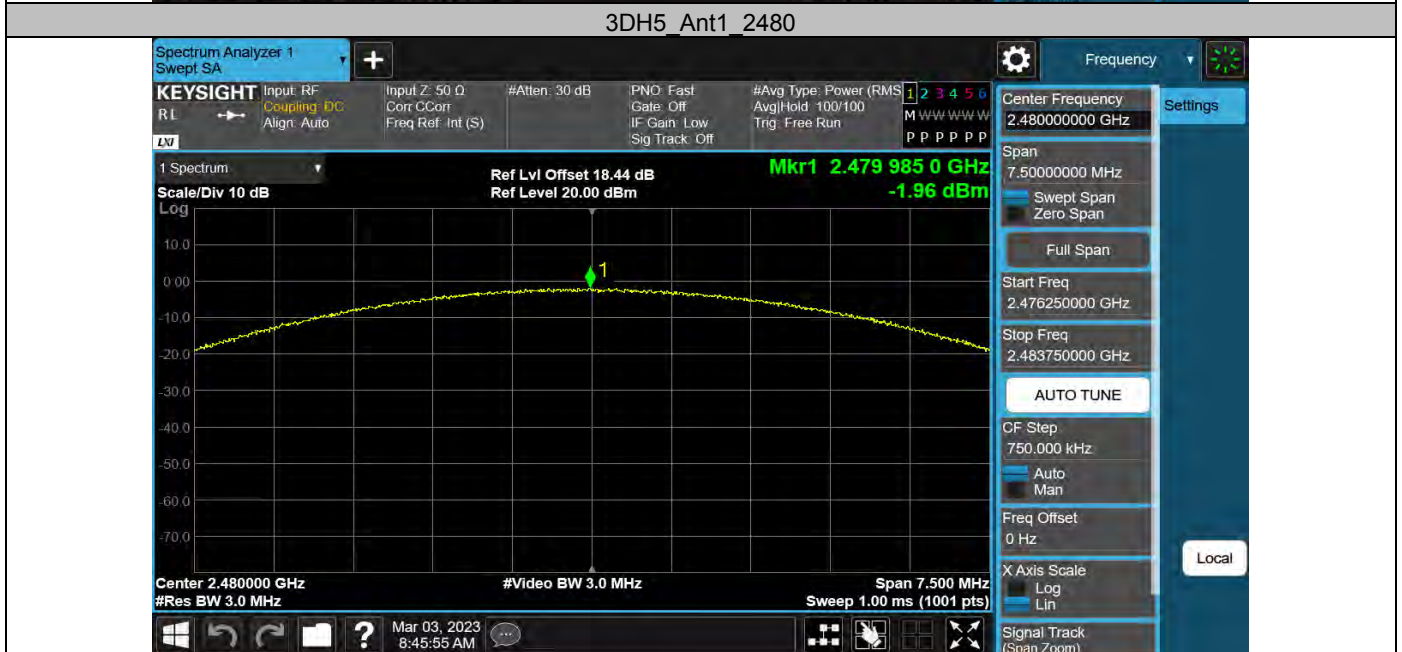 3DH5_Ant1_2480
Spectrum Analyzer 1
Swept SA
Frequency
KEYSIGHT
RL
LXI
Input: RF
Coupling: DC
Align: Auto
Input Z: 50 Ω
Corr CCorr
Freq Ref: Int (S)
#Atten: 30 dB
PNO: Fast
Gate: Off
IF Gain: Low
Sig Track: Off
#Avg Type: Power (RMS
Avg|Hold: 100/100
Trig: Free Run
1 2 3 4 5 6
M W W W W W
P P P P P P
Center Frequency
2.480000000 GHz
Settings
1 Spectrum
Scale/Div 10 dB
Ref Lvl Offset 18.44 dB
Ref Level 20.00 dBm
Mkr1 2.479 985 0 GHz
-1.96 dBm
Log
10.0
0.00
-10.0
-20.0
-30.0
-40.0
-50.0
-60.0
-70.0
1
Center 2.480000 GHz
#Res BW 3.0 MHz
#Video BW 3.0 MHz
Span 7.500 MHz
Sweep 1.00 ms (1001 pts)
Span
7.50000000 MHz
Swept Span
Zero Span
Full Span
Start Freq
2.476250000 GHz
Stop Freq
2.483750000 GHz
AUTO TUNE
CF Step
750.000 kHz
Auto
Man
Freq Offset
0 Hz
X Axis Scale
Log
Lin
Signal Track
(Span Zoom)
Local
?
Mar 03, 2023
8:45:55 AM